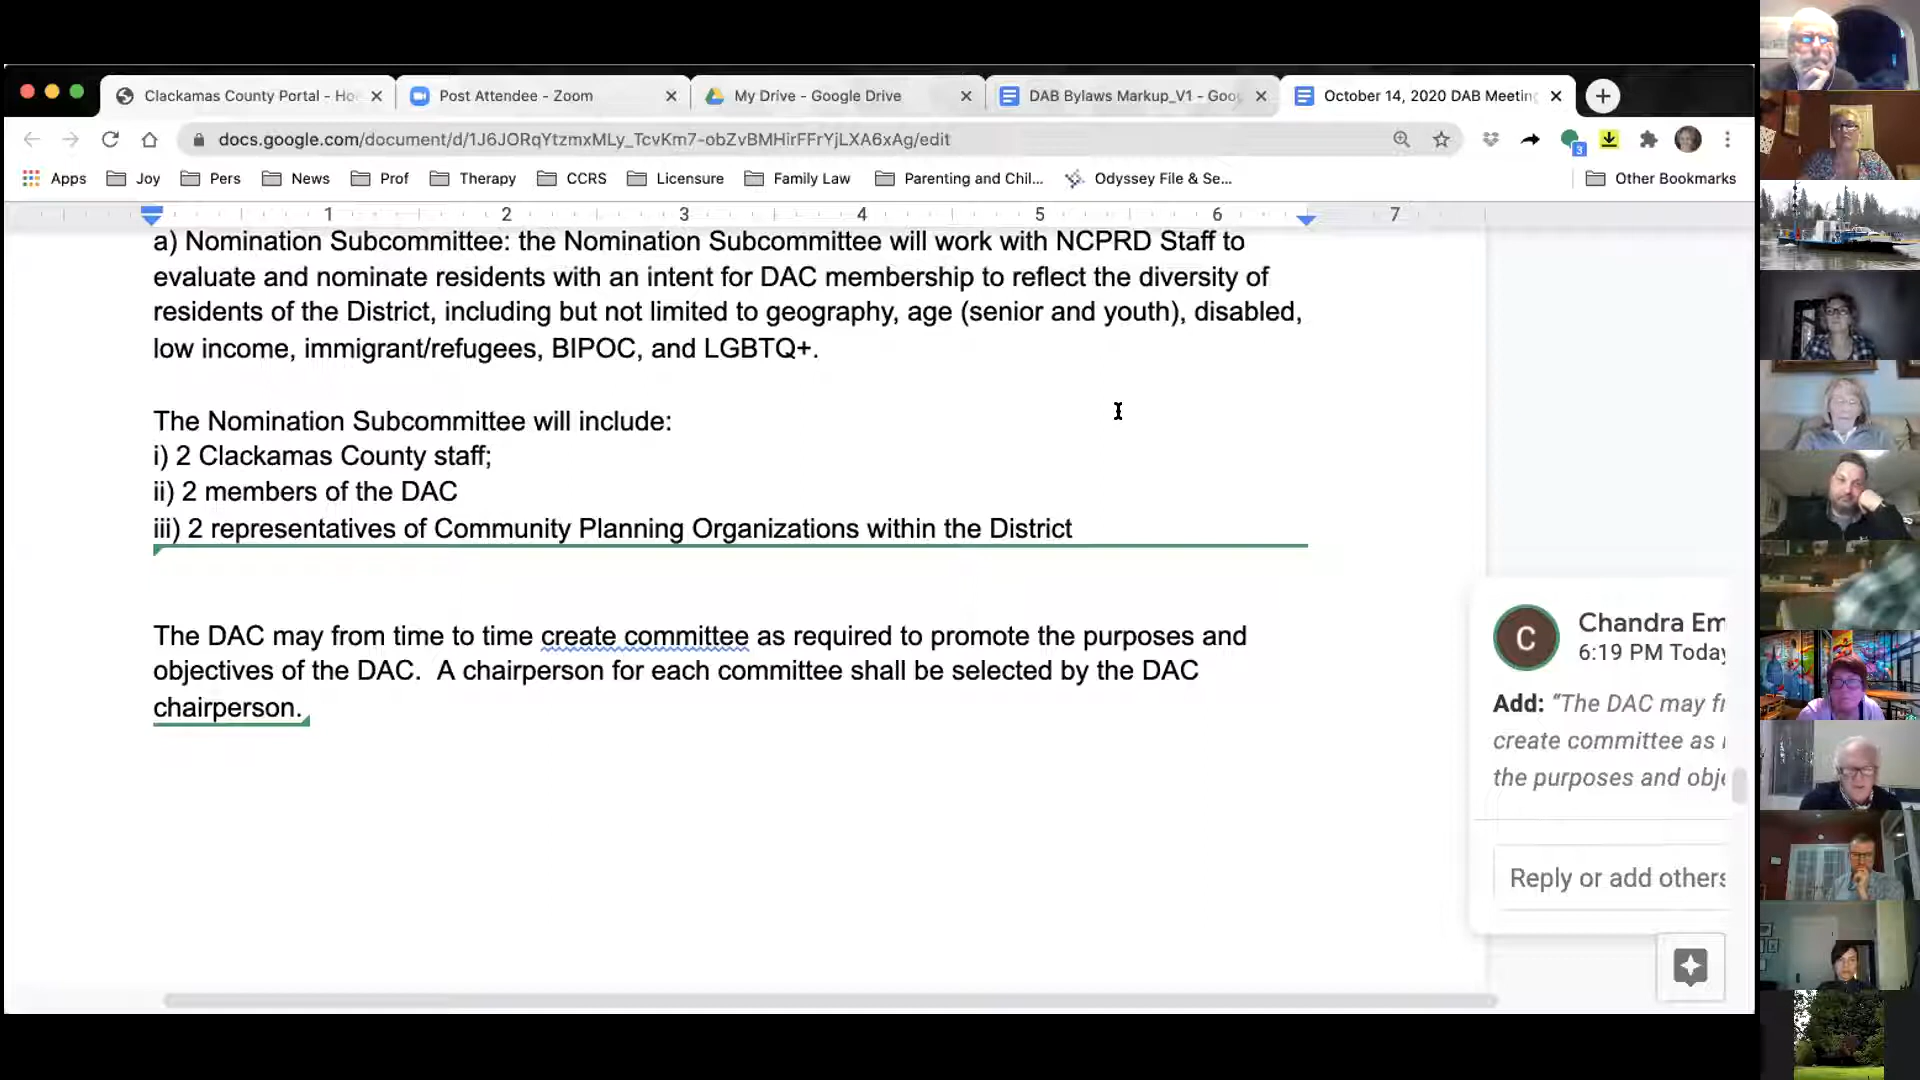 Clackamas County Portal - Ho
Post Attendee - Zoom
My Drive - Google Drive
DAB Bylaws Markup_V1 - Goo
October 14, 2020 DAB Meetin
docs.google.com/document/d/1J6JORqYtzmxMLy_TcvKm7-obZvBMHirFFrYjLXA6xAg/edit
3
Apps
Joy
Pers
News
Prof
Therapy
CCRS
Licensure
Family Law
Parenting and Chil...
Odyssey File & Se...
Other Bookmarks
1 2 3 4 5 6 7
a) Nomination Subcommittee: the Nomination Subcommittee will work with NCPRD Staff to
evaluate and nominate residents with an intent for DAC membership to reflect the diversity of
residents of the District, including but not limited to geography, age (senior and youth), disabled,
low income, immigrant/refugees, BIPOC, and LGBTQ+.
The Nomination Subcommittee will include:
i) 2 Clackamas County staff;
ii) 2 members of the DAC
iii) 2 representatives of Community Planning Organizations within the District
The DAC may from time to time create committee as required to promote the purposes and
objectives of the DAC.  A chairperson for each committee shall be selected by the DAC
chairperson.
C
Chandra Em
6:19 PM Today
Add: “The DAC may fr
create committee as r
the purposes and obje
Reply or add others